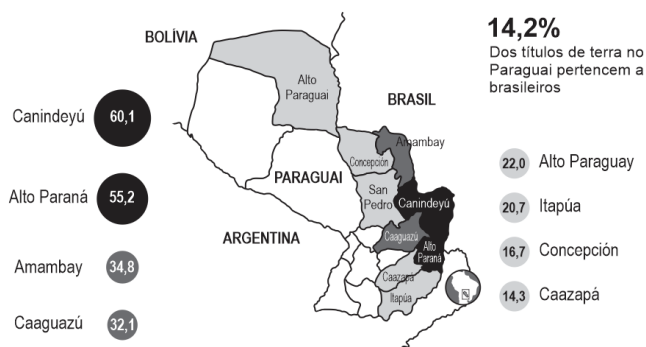 14,2%
Dos títulos de terra no
Paraguai pertencem a
brasileiros
BOLÍVIA
BRASIL
PARAGUAI
ARGENTINA
Alto
Paraguai
Amambay
Concepción
San
Pedro
Canindeyú
Caaguazú
Alto
Paraná
Caazapá
Itapúa
Canindeyú 60,1
Alto Paraná 55,2
Amambay 34,8
Caaguazú 32,1
22,0 Alto Paraguay
20,7 Itapúa
16,7 Concepción
14,3 Caazapá